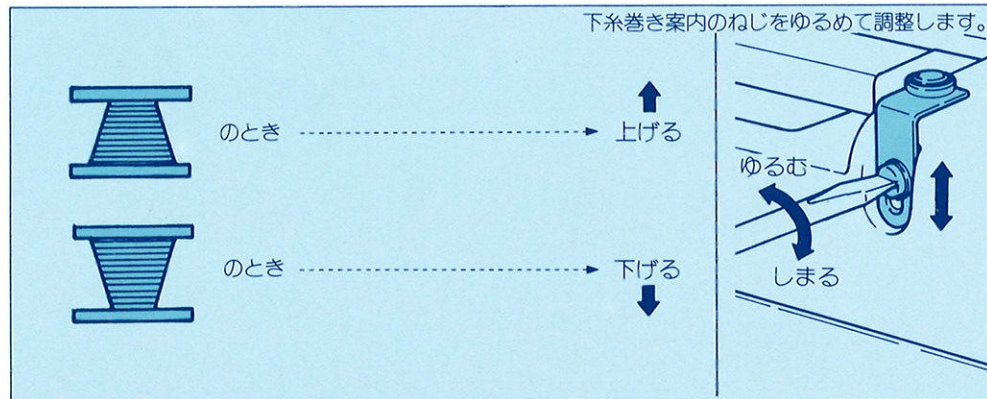 下糸巻き案内のねじをゆるめて調整します。
のとき
上げる
のとき
下げる
ゆるむ
しまる